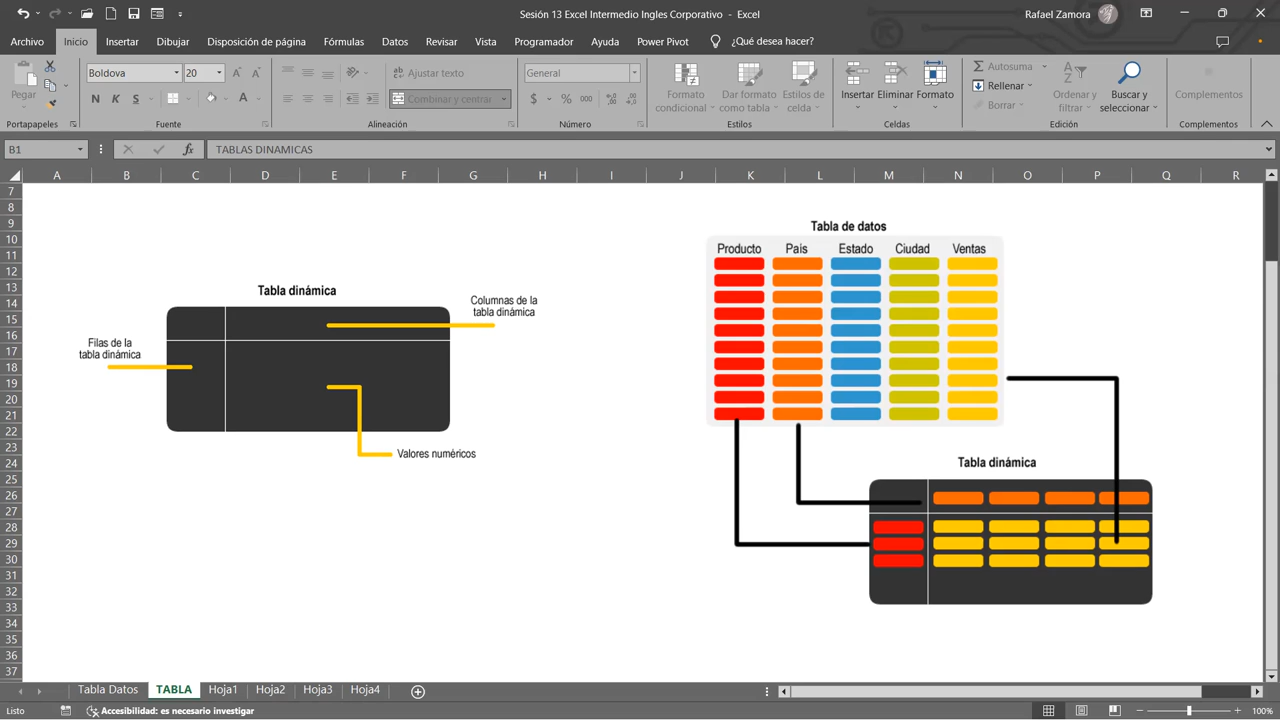 Sesión 13 Excel Intermedio Ingles Corporativo - Excel
Rafael Zamora
Archivo Inicio Insertar Dibujar Disposición de página Fórmulas Datos Revisar Vista Programador Ayuda Power Pivot ¿Qué desea hacer?
Pegar
Boldova 20
N K S
Ajustar texto
Combinar y centrar
General
$ % 000
Formato condicional
Dar formato como tabla
Estilos de celda
Insertar Eliminar Formato
Autosuma
Rellenar
Borrar
Ordenar y filtrar
Buscar y seleccionar
Complementos
Portapapeles Fuente Alineación Número Estilos Celdas Edición Complementos
B1 fx TABLAS DINAMICAS
A B C D E F G H I J K L M N O P Q R
7
8
9
10
11
12
13
14
15
16
17
18
19
20
21
22
23
24
25
26
27
28
29
30
31
32
33
34
35
36
37
Tabla dinámica
Columnas de la
tabla dinámica
Filas de la
tabla dinámica
Valores numéricos
Tabla de datos
Producto Pais Estado Ciudad Ventas
Tabla dinámica
Tabla Datos TABLA Hoja1 Hoja2 Hoja3 Hoja4
Listo Accesibilidad: es necesario investigar 100%